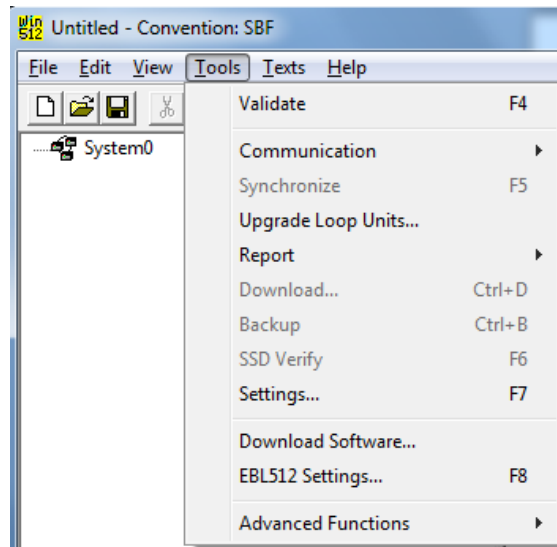 Win 512 Untitled - Convention: SBF
File Edit View Tools Texts Help
Validate F4
System0
Communication
Synchronize F5
Upgrade Loop Units...
Report
Download... Ctrl+D
Backup Ctrl+B
SSD Verify F6
Settings... F7
Download Software...
EBL512 Settings... F8
Advanced Functions